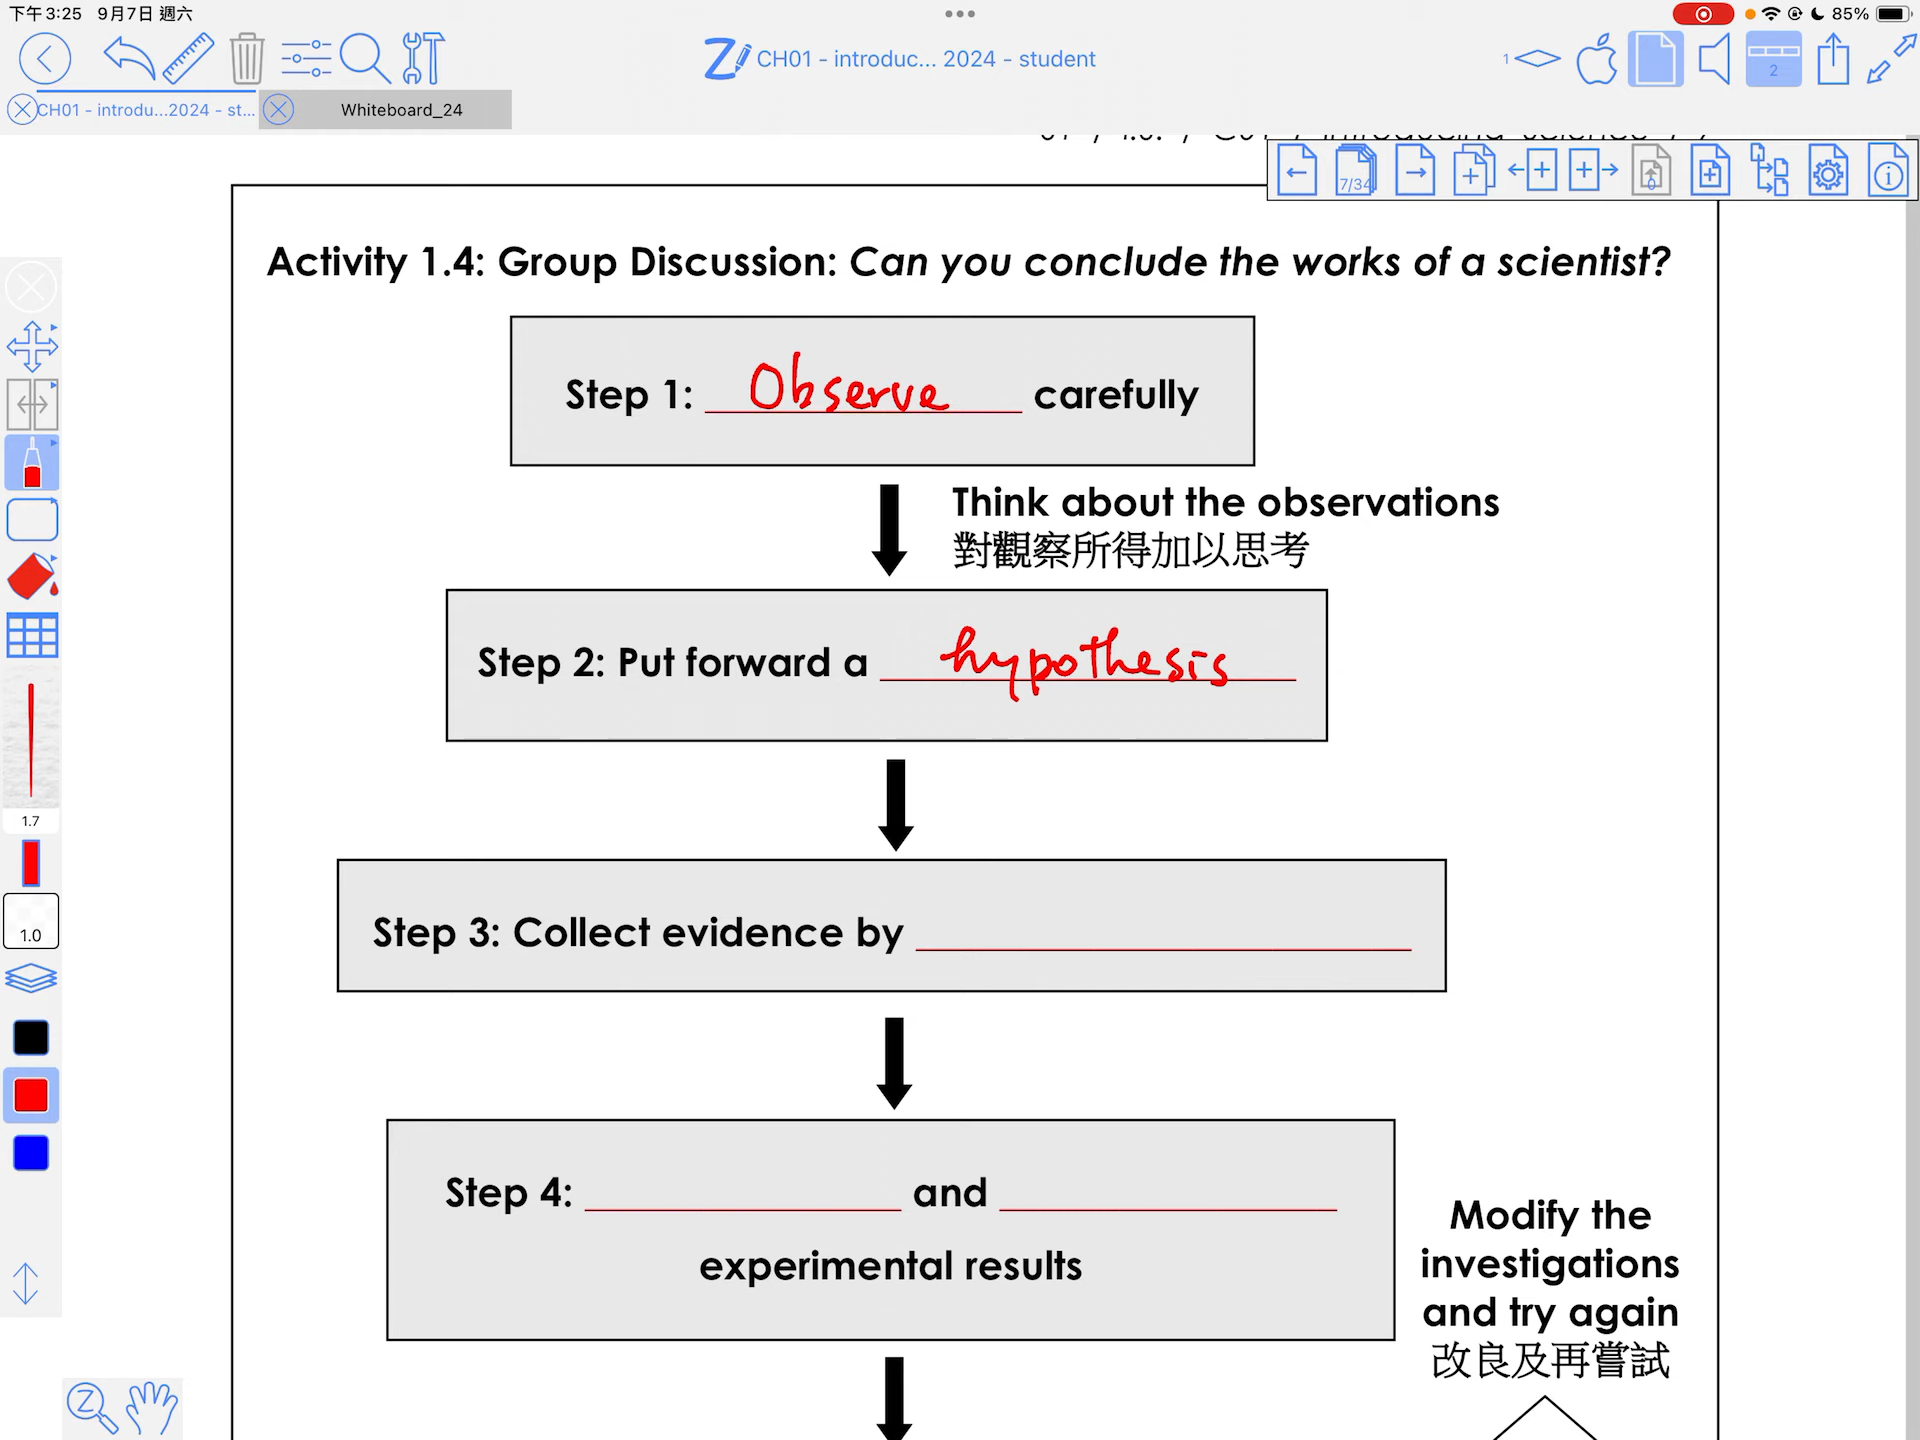 下午3:25 9月7日 週六
85%
CH01 - introduc... 2024 - student
1
2
CH01 - introdu...2024 - st...
Whiteboard_24
7/34
0
Activity 1.4: Group Discussion: Can you conclude the works of a scientist?
Step 1: Observe carefully
Think about the observations
對觀察所得加以思考
Step 2: Put forward a hypothesis
1.7
1.0
Step 3: Collect evidence by
Step 4: and
experimental results
Modify the
investigations
and try again
改良及再嘗試